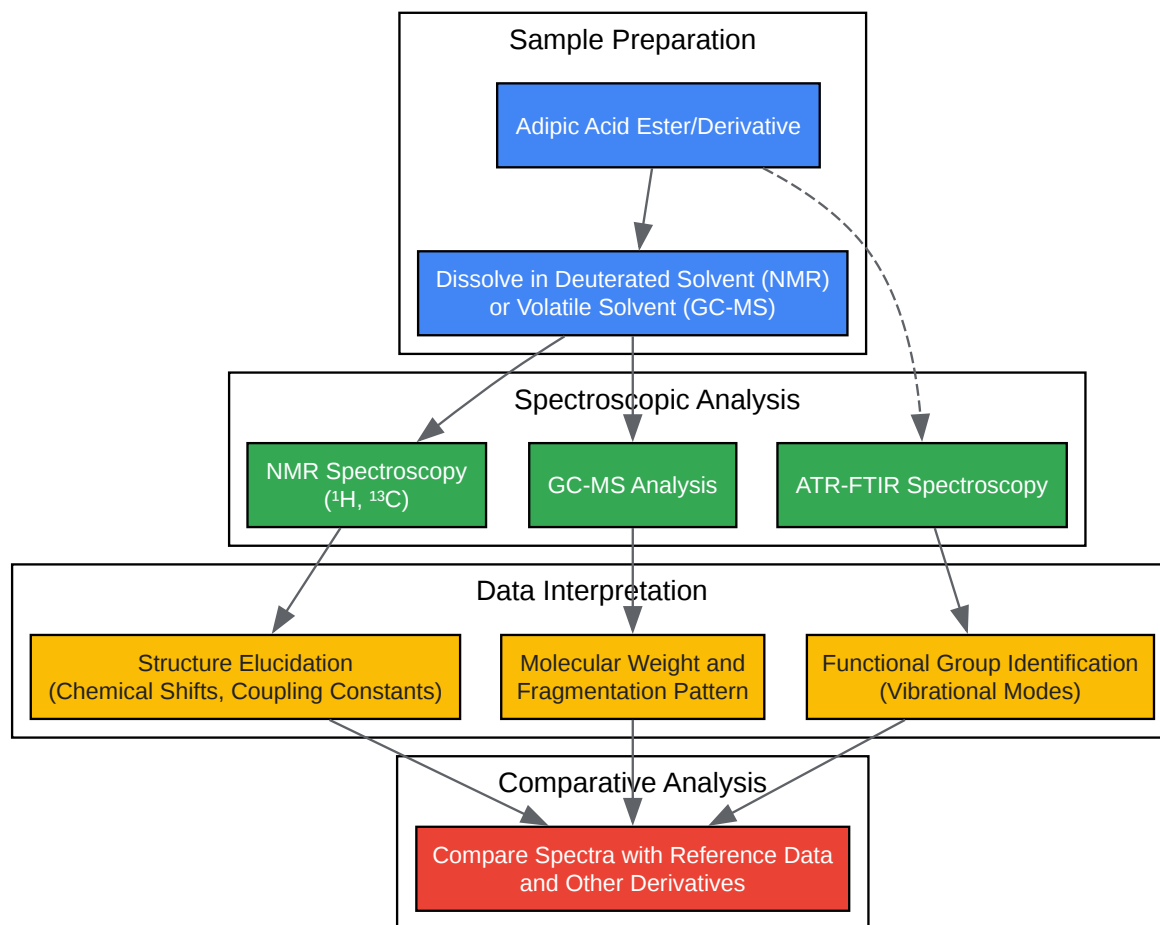 Sample Preparation
Adipic Acid Ester/Derivative
Dissolve in Deuterated Solvent (NMR)
or Volatile Solvent (GC-MS)
Spectroscopic Analysis
NMR Spectroscopy
(¹H, ¹³C)
GC-MS Analysis
ATR-FTIR Spectroscopy
Data Interpretation
Structure Elucidation
(Chemical Shifts, Coupling Constants)
Molecular Weight and
Fragmentation Pattern
Functional Group Identification
(Vibrational Modes)
Comparative Analysis
Compare Spectra with Reference Data
and Other Derivatives